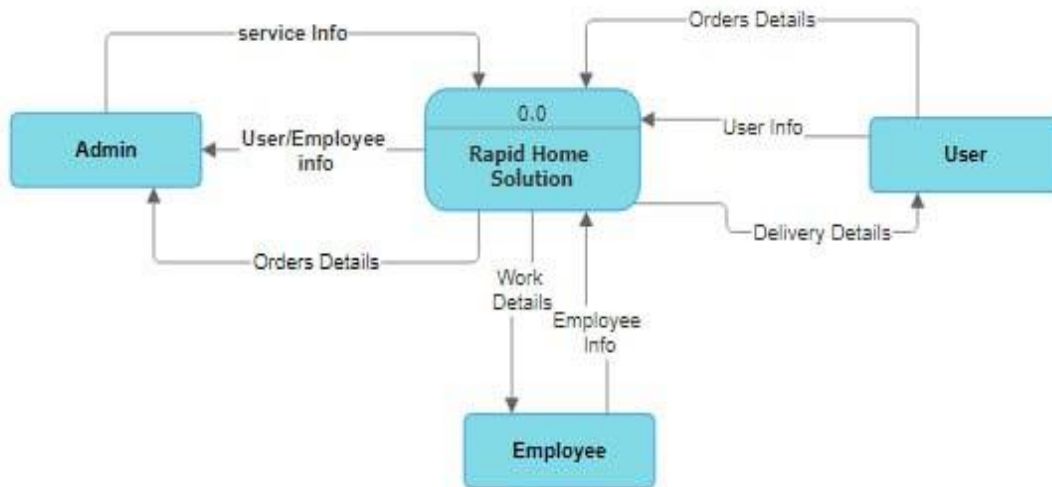 service Info
Orders Details
0.0
Rapid Home
Solution
Admin
User/Employee
info
User Info
User
Orders Details
Delivery Details
Work
Details
Employee
Info
Employee